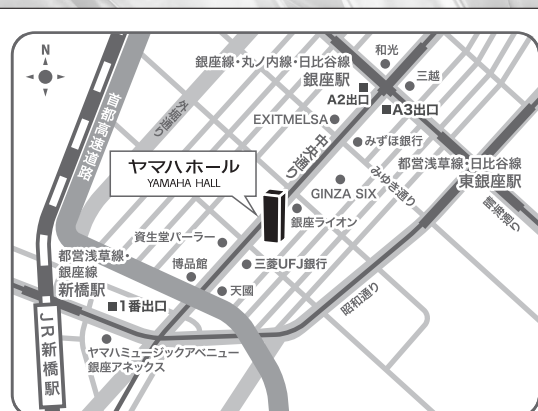 N
首都高速道路
外堀通り
銀座線・丸ノ内線・日比谷線
銀座駅
A2出口
和光
三越
A3出口
EXITMELSA
中央通り
みずほ銀行
都営浅草線・日比谷線
東銀座駅
みゆき通り
晴海通り
ヤマハホール
YAMAHA HALL
GINZA SIX
銀座ライオン
資生堂パーラー
都営浅草線・
銀座線
新橋駅
博品館
三菱UFJ銀行
天國
1番出口
昭和通り
JR新橋駅
ヤマハミュージックアベニュー
銀座アネックス